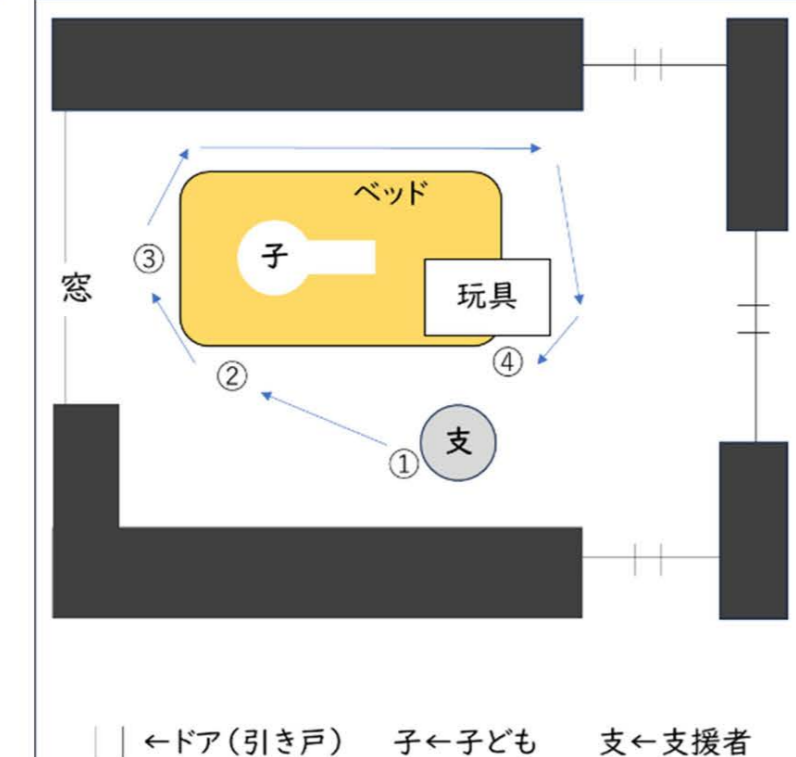 ベッド
子
③
窓
玩具
②
④
支
①
←ドア(引き戸) 子←子ども 支←支援者